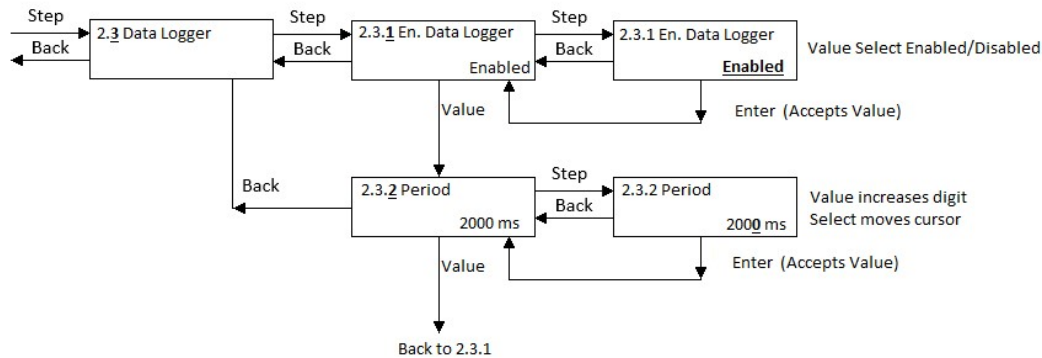 Step
Back
2.3 Data Logger
Step
Back
2.3.1 En. Data Logger
Enabled
Step
Back
2.3.1 En. Data Logger
Enabled
Value Select Enabled/Disabled
Value
Enter (Accepts Value)
Back
2.3.2 Period
2000 ms
Step
Back
2.3.2 Period
2000 ms
Value increases digit
Select moves cursor
Value
Enter (Accepts Value)
Back to 2.3.1